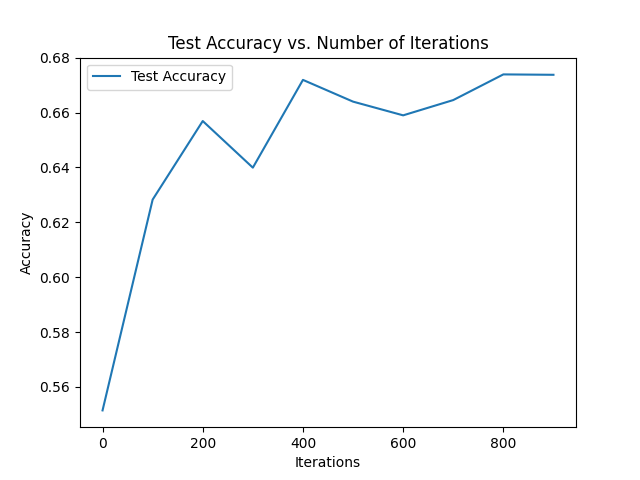 Test Accuracy vs. Number of Iterations
Test Accuracy
0.68
0.66
0.64
0.62
0.60
0.58
0.56
Accuracy
0 200 400 600 800
Iterations